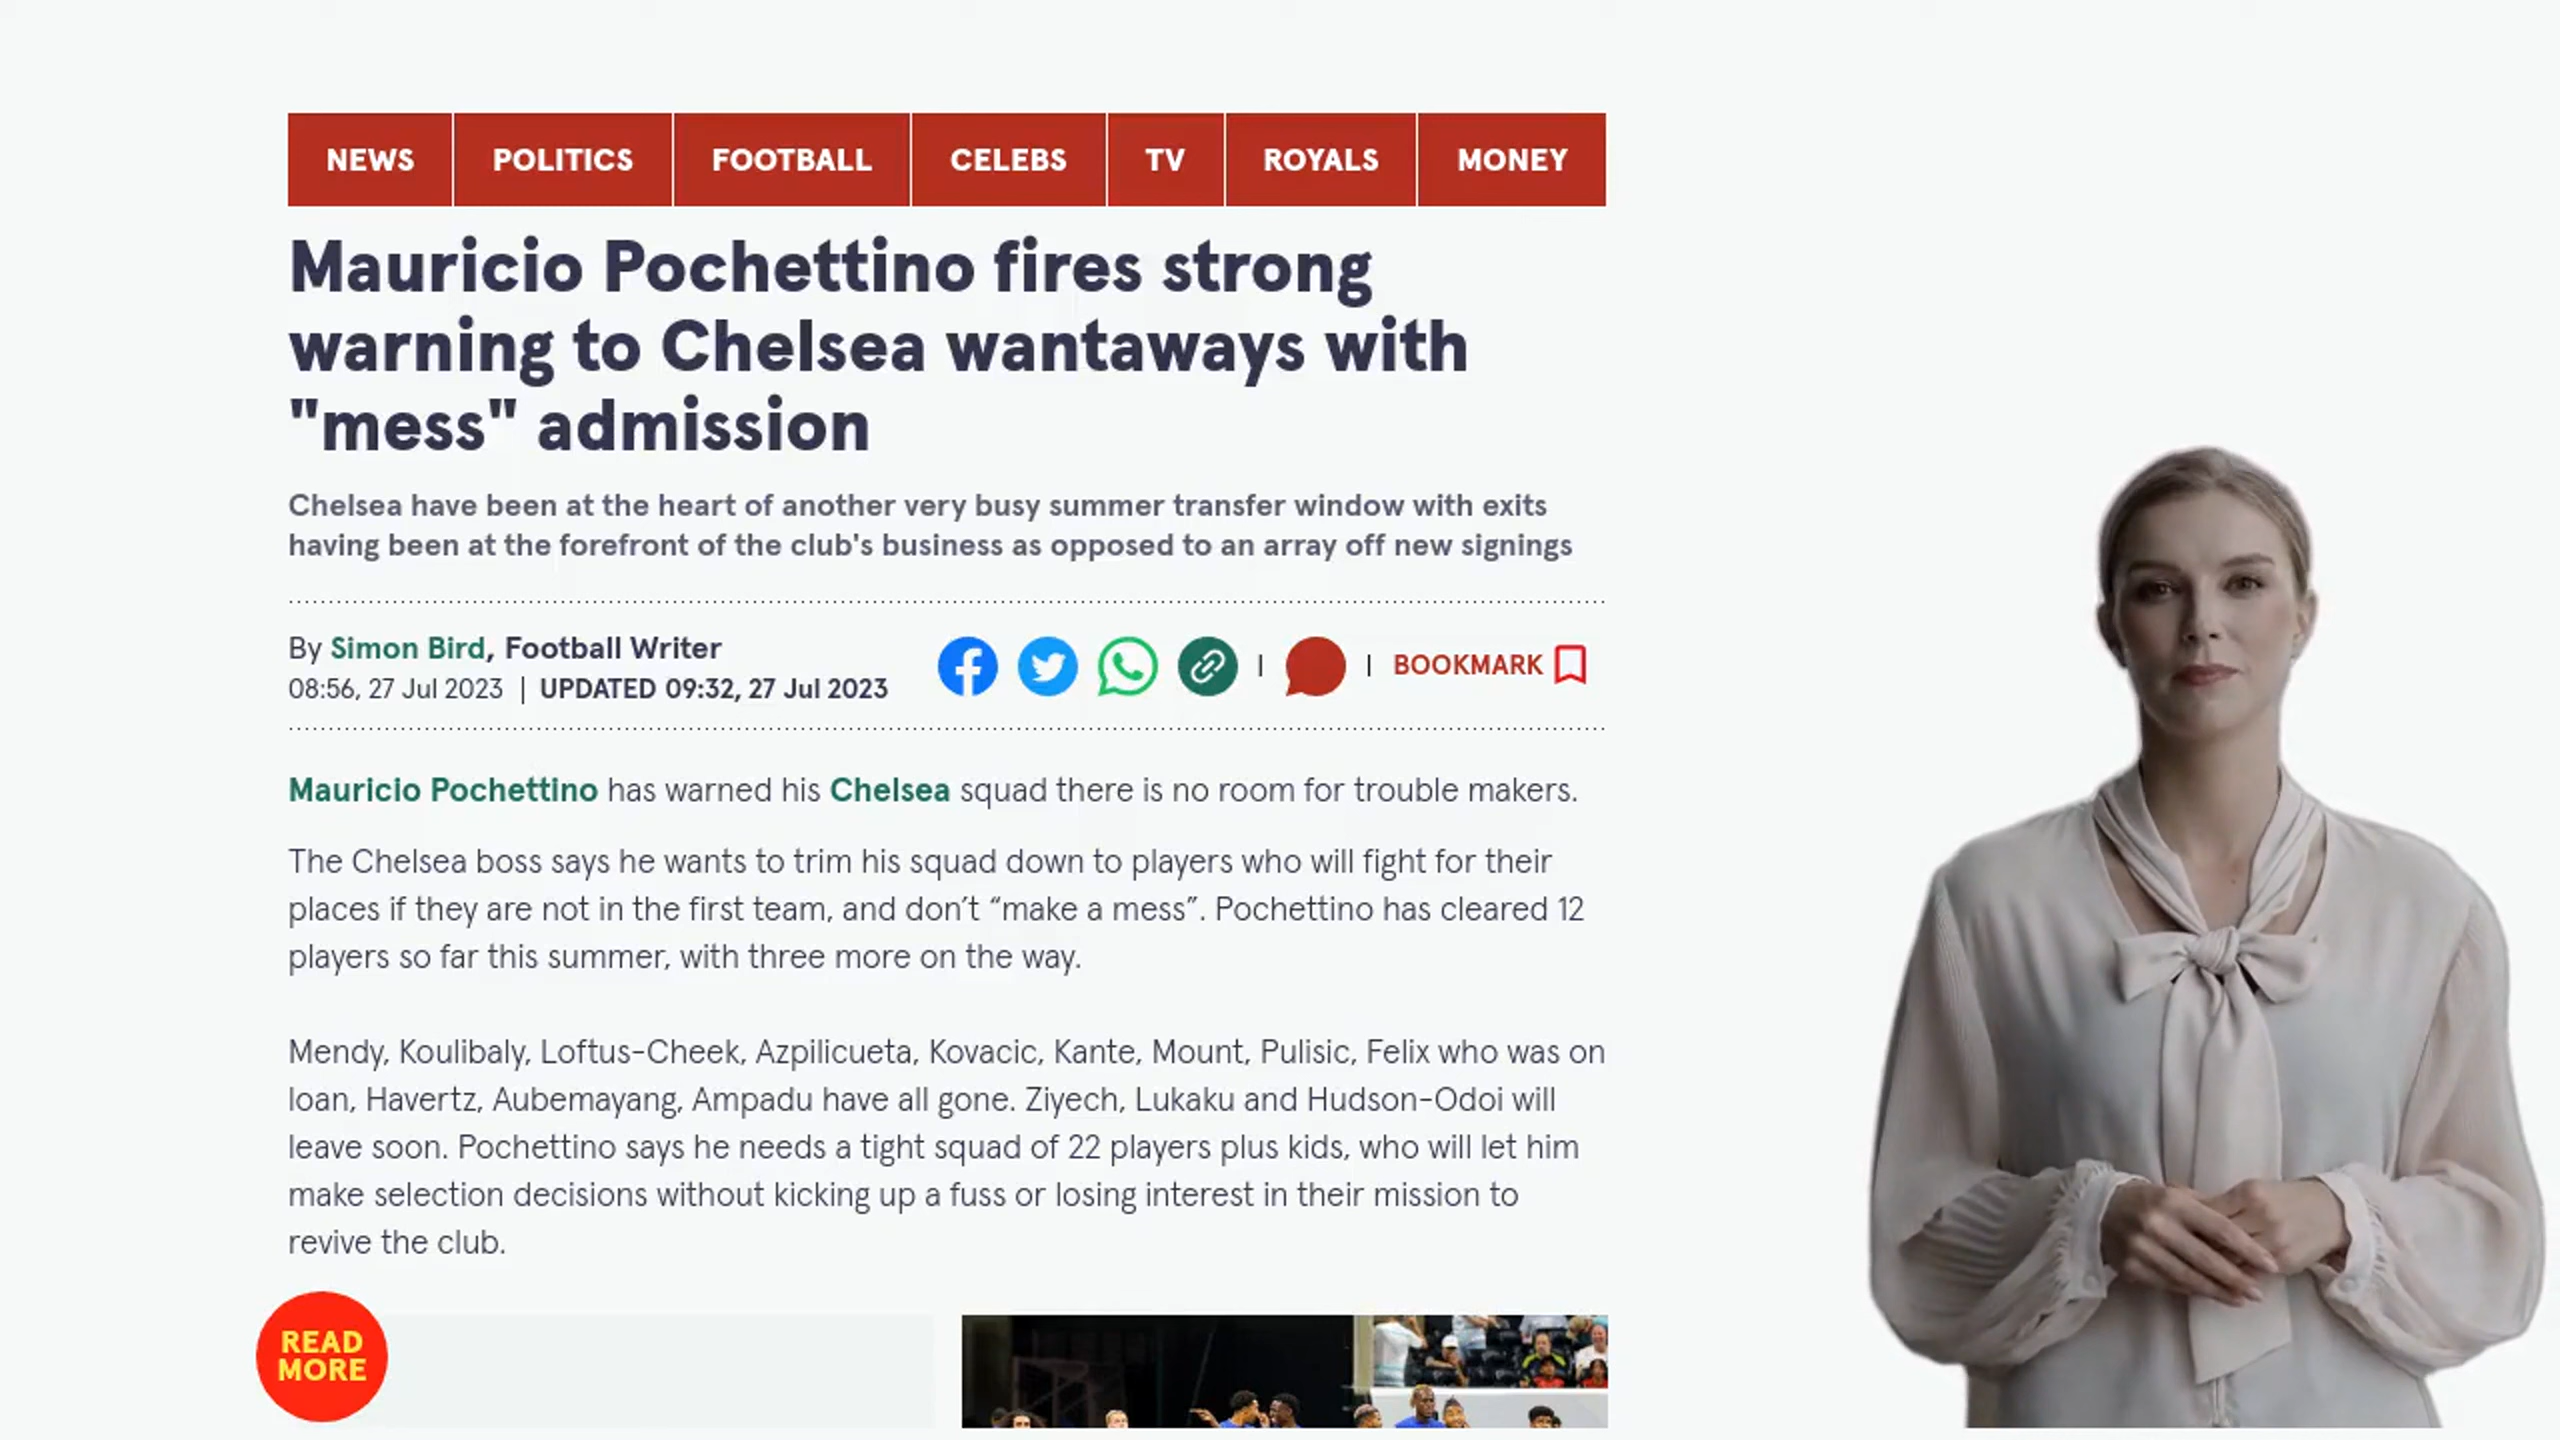 NEWS POLITICS FOOTBALL CELEBS TV ROYALS MONEY
Mauricio Pochettino fires strong
warning to Chelsea wantaways with
"mess" admission
Chelsea have been at the heart of another very busy summer transfer window with exits
having been at the forefront of the club's business as opposed to an array off new signings
By Simon Bird, Football Writer
08:56, 27 Jul 2023 | UPDATED 09:32, 27 Jul 2023
| | BOOKMARK
Mauricio Pochettino has warned his Chelsea squad there is no room for trouble makers.
The Chelsea boss says he wants to trim his squad down to players who will fight for their
places if they are not in the first team, and don’t “make a mess”. Pochettino has cleared 12
players so far this summer, with three more on the way.
Mendy, Koulibaly, Loftus-Cheek, Azpilicueta, Kovacic, Kante, Mount, Pulisic, Felix who was on
loan, Havertz, Aubemayang, Ampadu have all gone. Ziyech, Lukaku and Hudson-Odoi will
leave soon. Pochettino says he needs a tight squad of 22 players plus kids, who will let him
make selection decisions without kicking up a fuss or losing interest in their mission to
revive the club.
READ
MORE